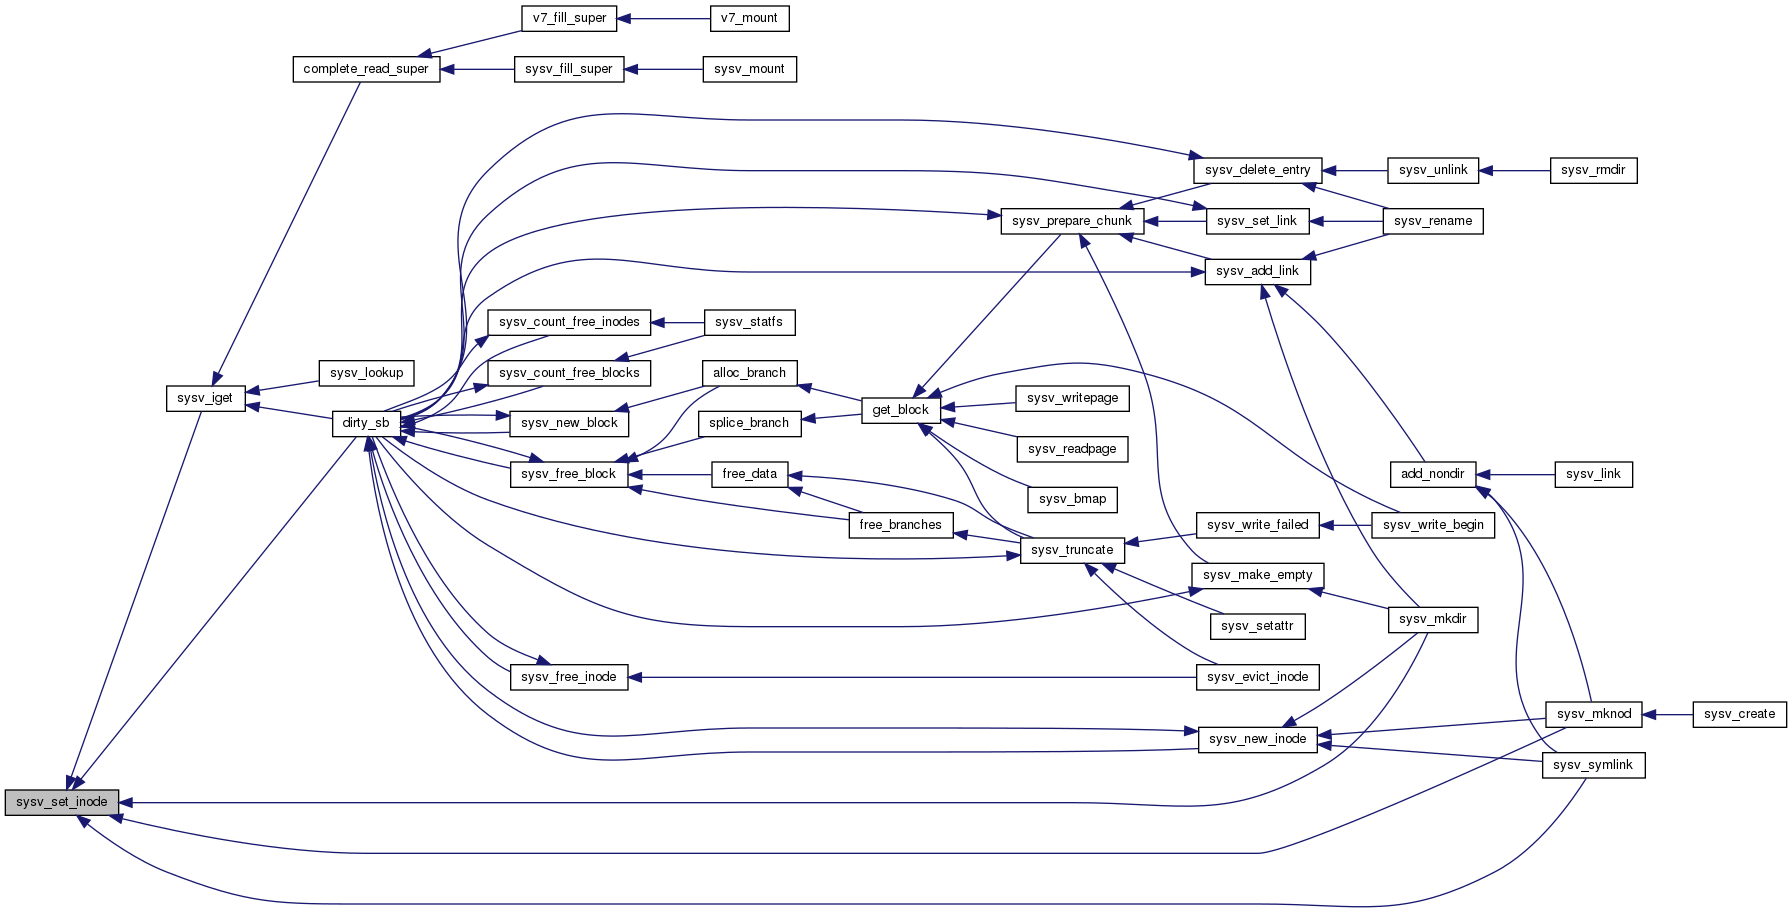 v7_fill_super
v7_mount
complete_read_super
sysv_fill_super
sysv_mount
sysv_delete_entry
sysv_unlink
sysv_rmdir
sysv_prepare_chunk
sysv_set_link
sysv_rename
sysv_add_link
sysv_count_free_inodes
sysv_statfs
sysv_lookup
sysv_count_free_blocks
alloc_branch
sysv_iget
sysv_writepage
get_block
dirty_sb
sysv_new_block
splice_branch
sysv_readpage
sysv_free_block
free_data
add_nondir
sysv_link
sysv_bmap
free_branches
sysv_write_failed
sysv_write_begin
sysv_truncate
sysv_make_empty
sysv_mkdir
sysv_setattr
sysv_free_inode
sysv_evict_inode
sysv_mknod
sysv_create
sysv_new_inode
sysv_symlink
sysv_set_inode